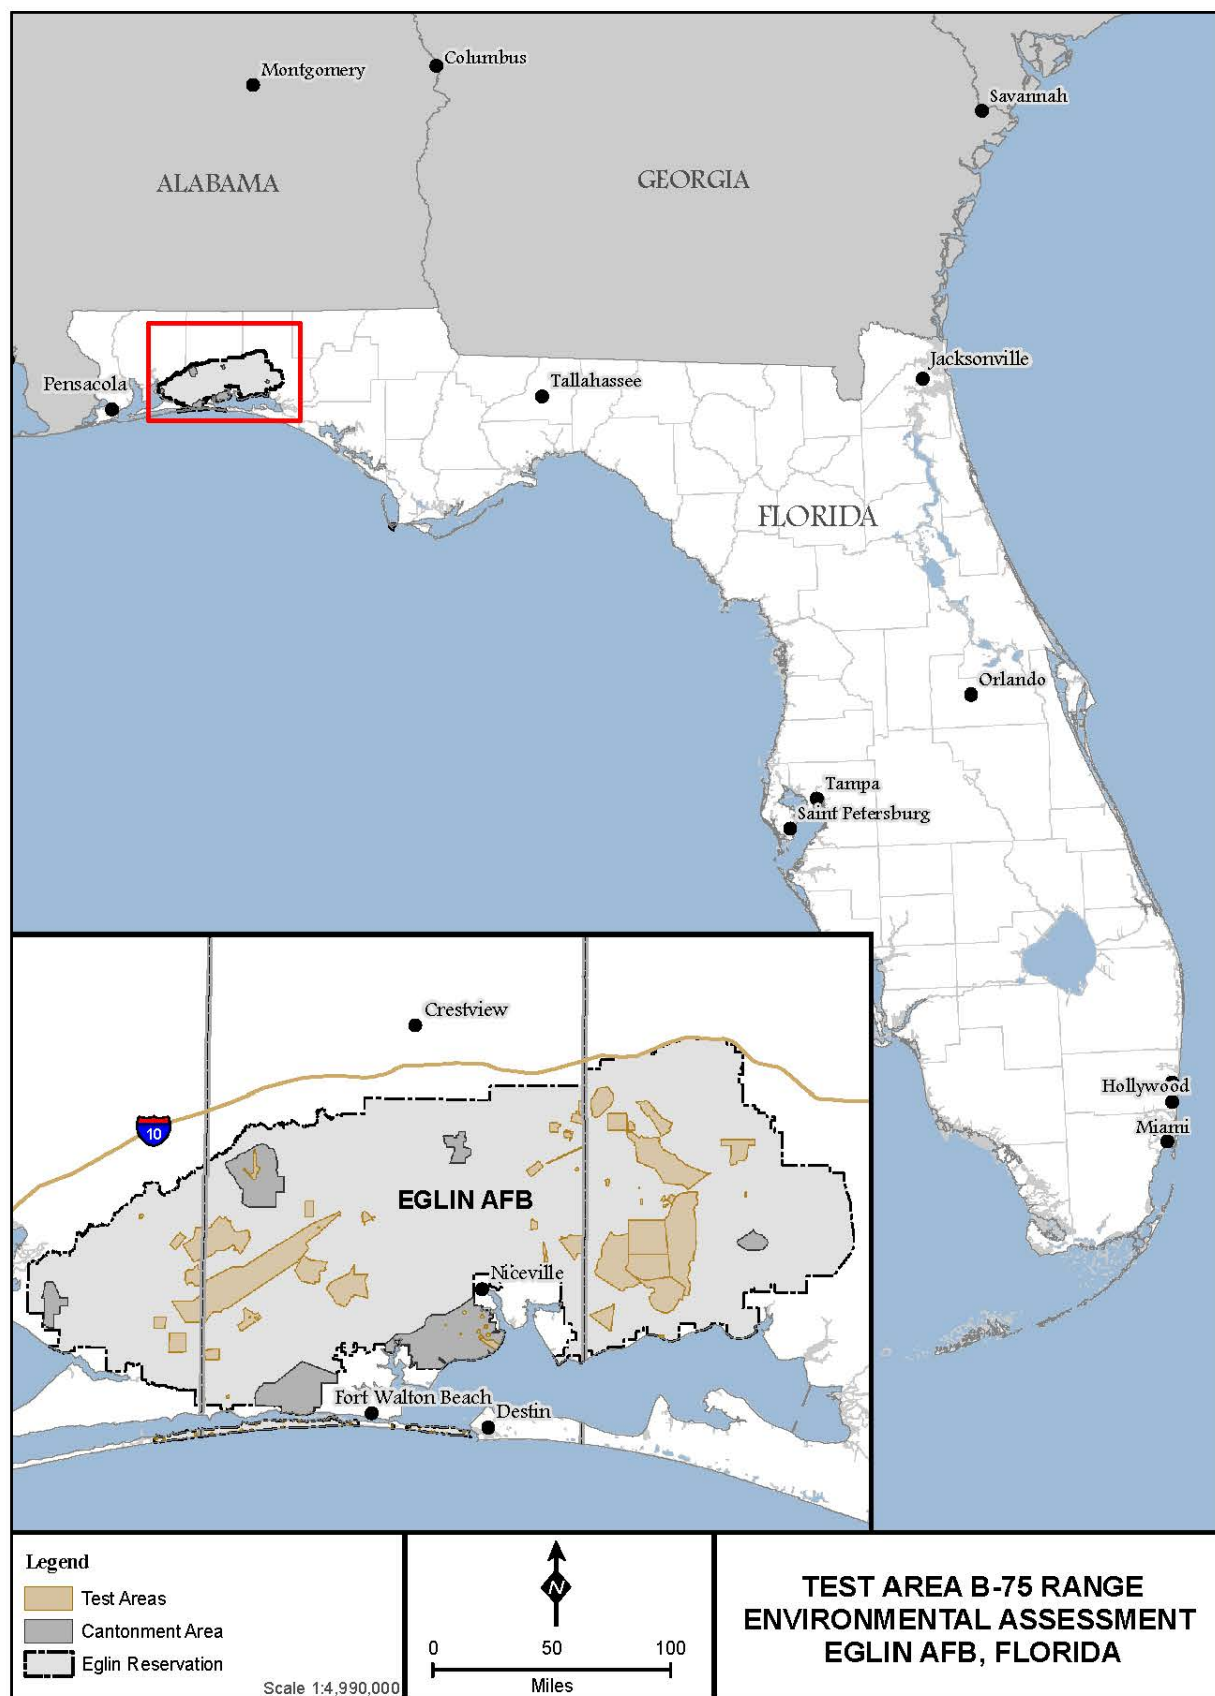 Montgomery
Columbus
Savannah
ALABAMA
GEORGIA
Pensacola
Tallahassee
Jacksonville
FLORIDA
Orlando
Tampa
Saint Petersburg
Hollywood
Miami
Crestview
10
EGLIN AFB
Niceville
Fort Walton Beach
Destin
Legend
Test Areas
Cantonment Area
Eglin Reservation
Scale 1:4,990,000
N
0 50 100
Miles
TEST AREA B-75 RANGE
ENVIRONMENTAL ASSESSMENT
EGLIN AFB, FLORIDA